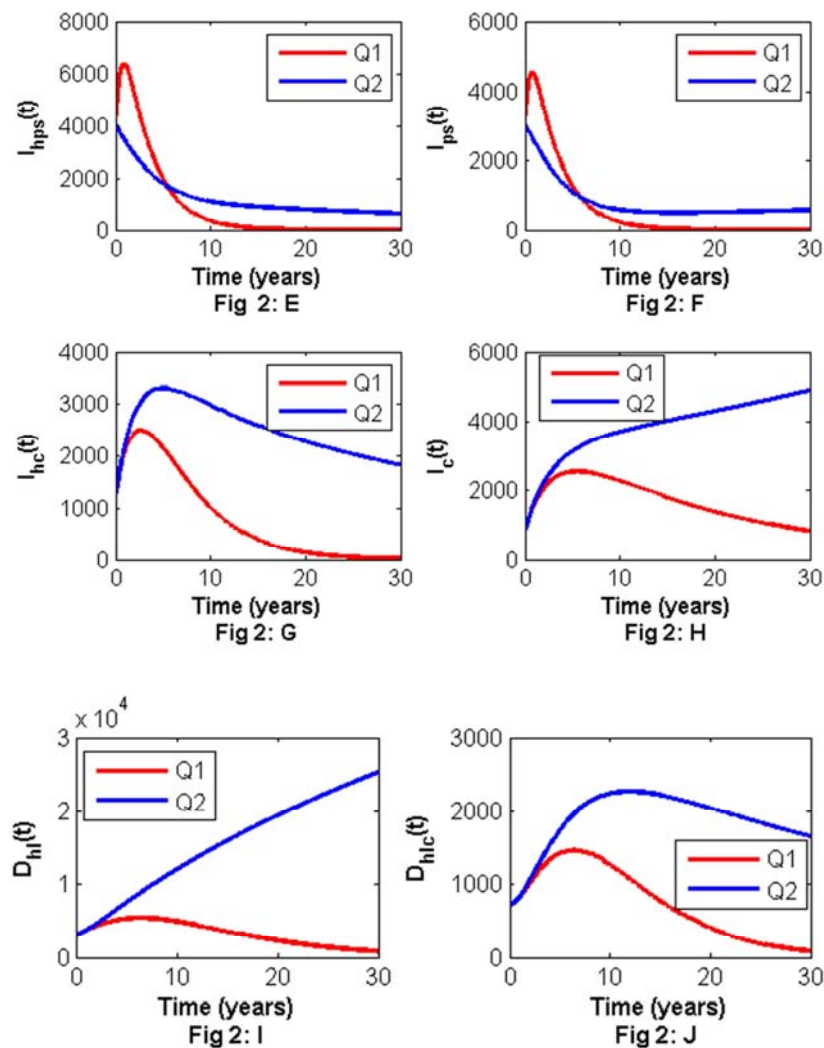 8000
6000
4000
2000
0
I_hps(t)
Q1
Q2
0 10 20 30
Time (years)
Fig 2: E
6000
4000
2000
0
I_ps(t)
Q1
Q2
0 10 20 30
Time (years)
Fig 2: F
4000
3000
2000
1000
0
I_hc(t)
Q1
Q2
0 10 20 30
Time (years)
Fig 2: G
6000
4000
2000
0
I_c(t)
Q1
Q2
0 10 20 30
Time (years)
Fig 2: H
x 10^4
3
2
1
0
D_hI(t)
Q1
Q2
0 10 20 30
Time (years)
Fig 2: I
3000
2000
1000
0
D_hIc(t)
Q1
Q2
0 10 20 30
Time (years)
Fig 2: J